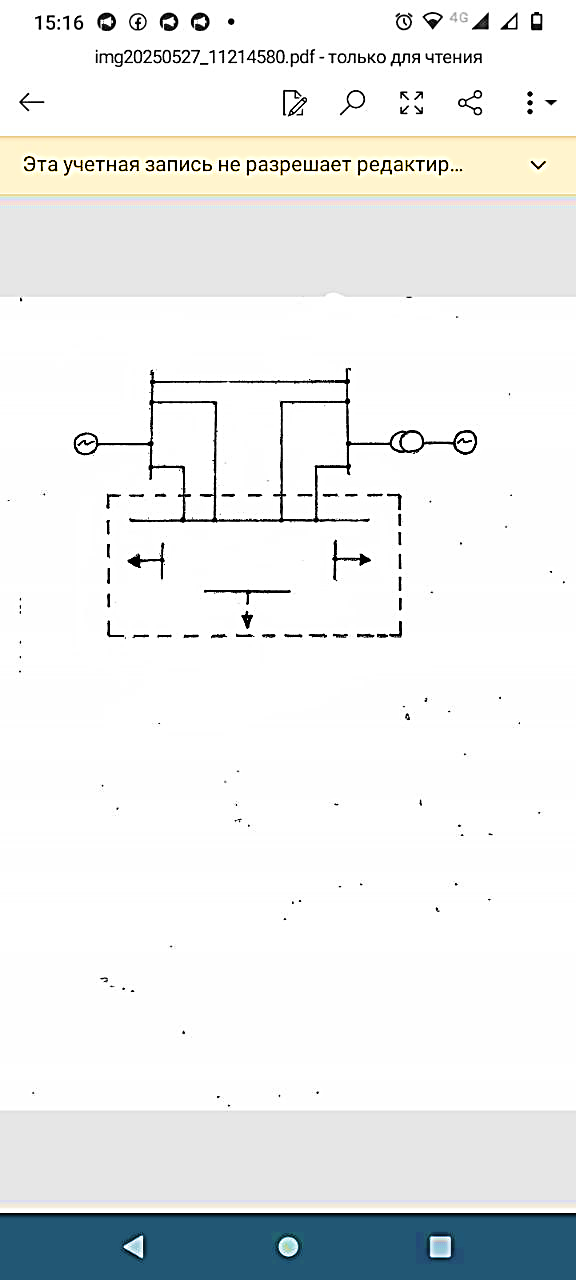 15:16
4G
img20250527_11214580.pdf - только для чтения
Эта учетная запись не разрешает редактир...